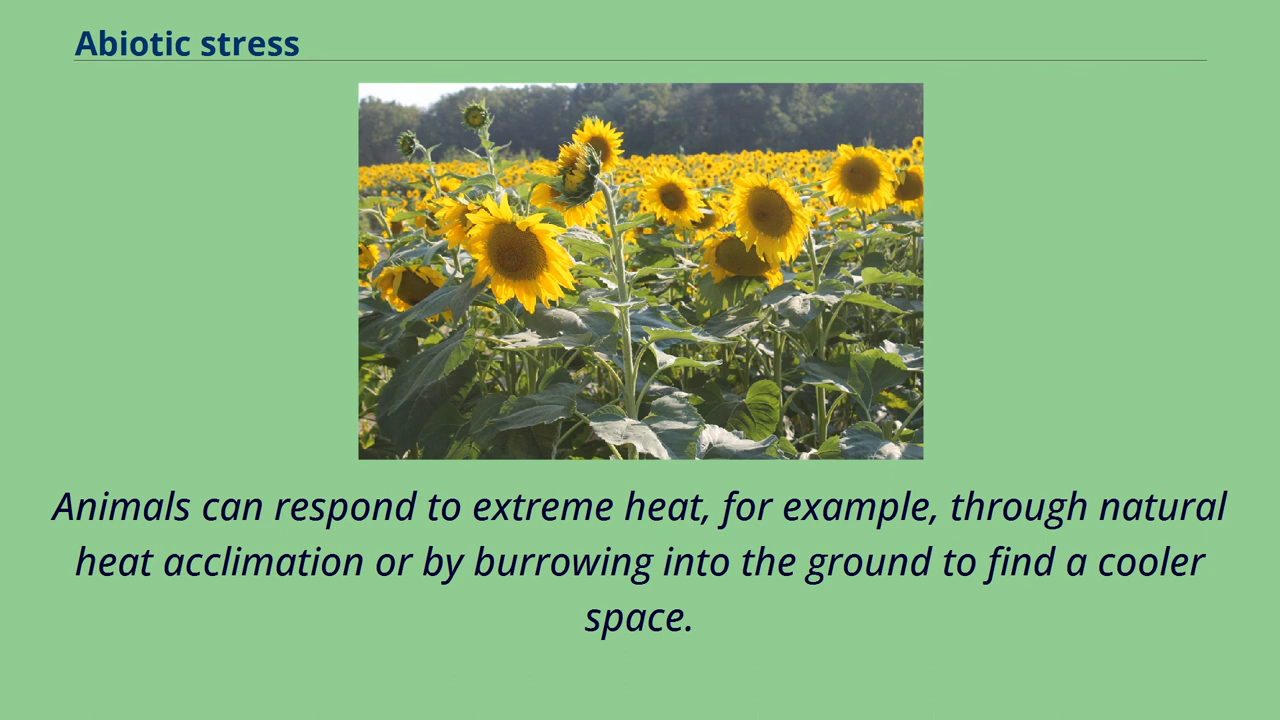 Abiotic stress
Animals can respond to extreme heat, for example, through natural
heat acclimation or by burrowing into the ground to find a cooler
space.